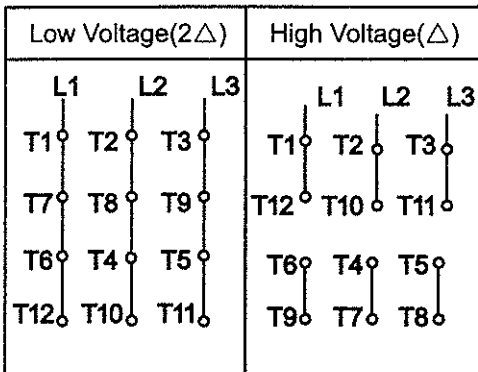 Low Voltage(2△) High Voltage(△)
L1 L2 L3
T1 T2 T3
T7 T8 T9
T6 T4 T5
T12 T10 T11
L1 L2 L3
T1 T2 T3
T12 T10 T11
T6 T4 T5
T9 T7 T8